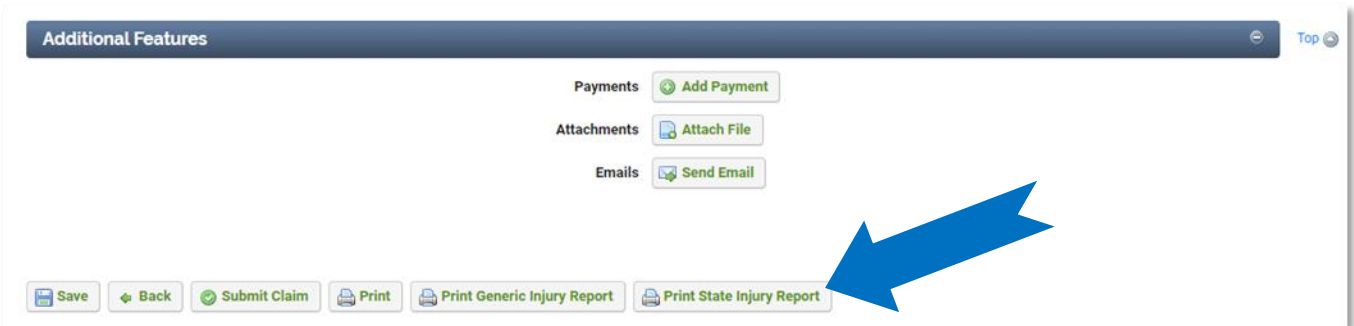 Additional Features Top
Payments Add Payment
Attachments Attach File
Emails Send Email
Save Back Submit Claim Print Print Generic Injury Report Print State Injury Report